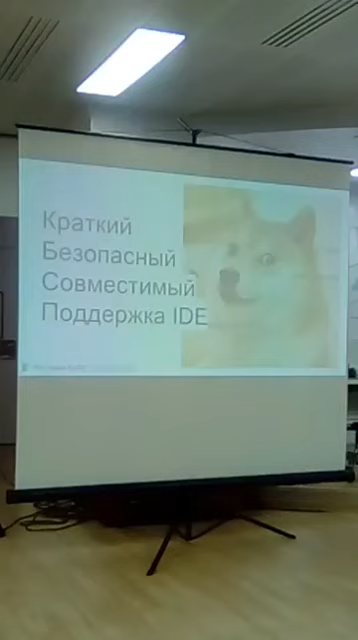 Краткий
Безопасный
Совместимый
Поддержка IDE